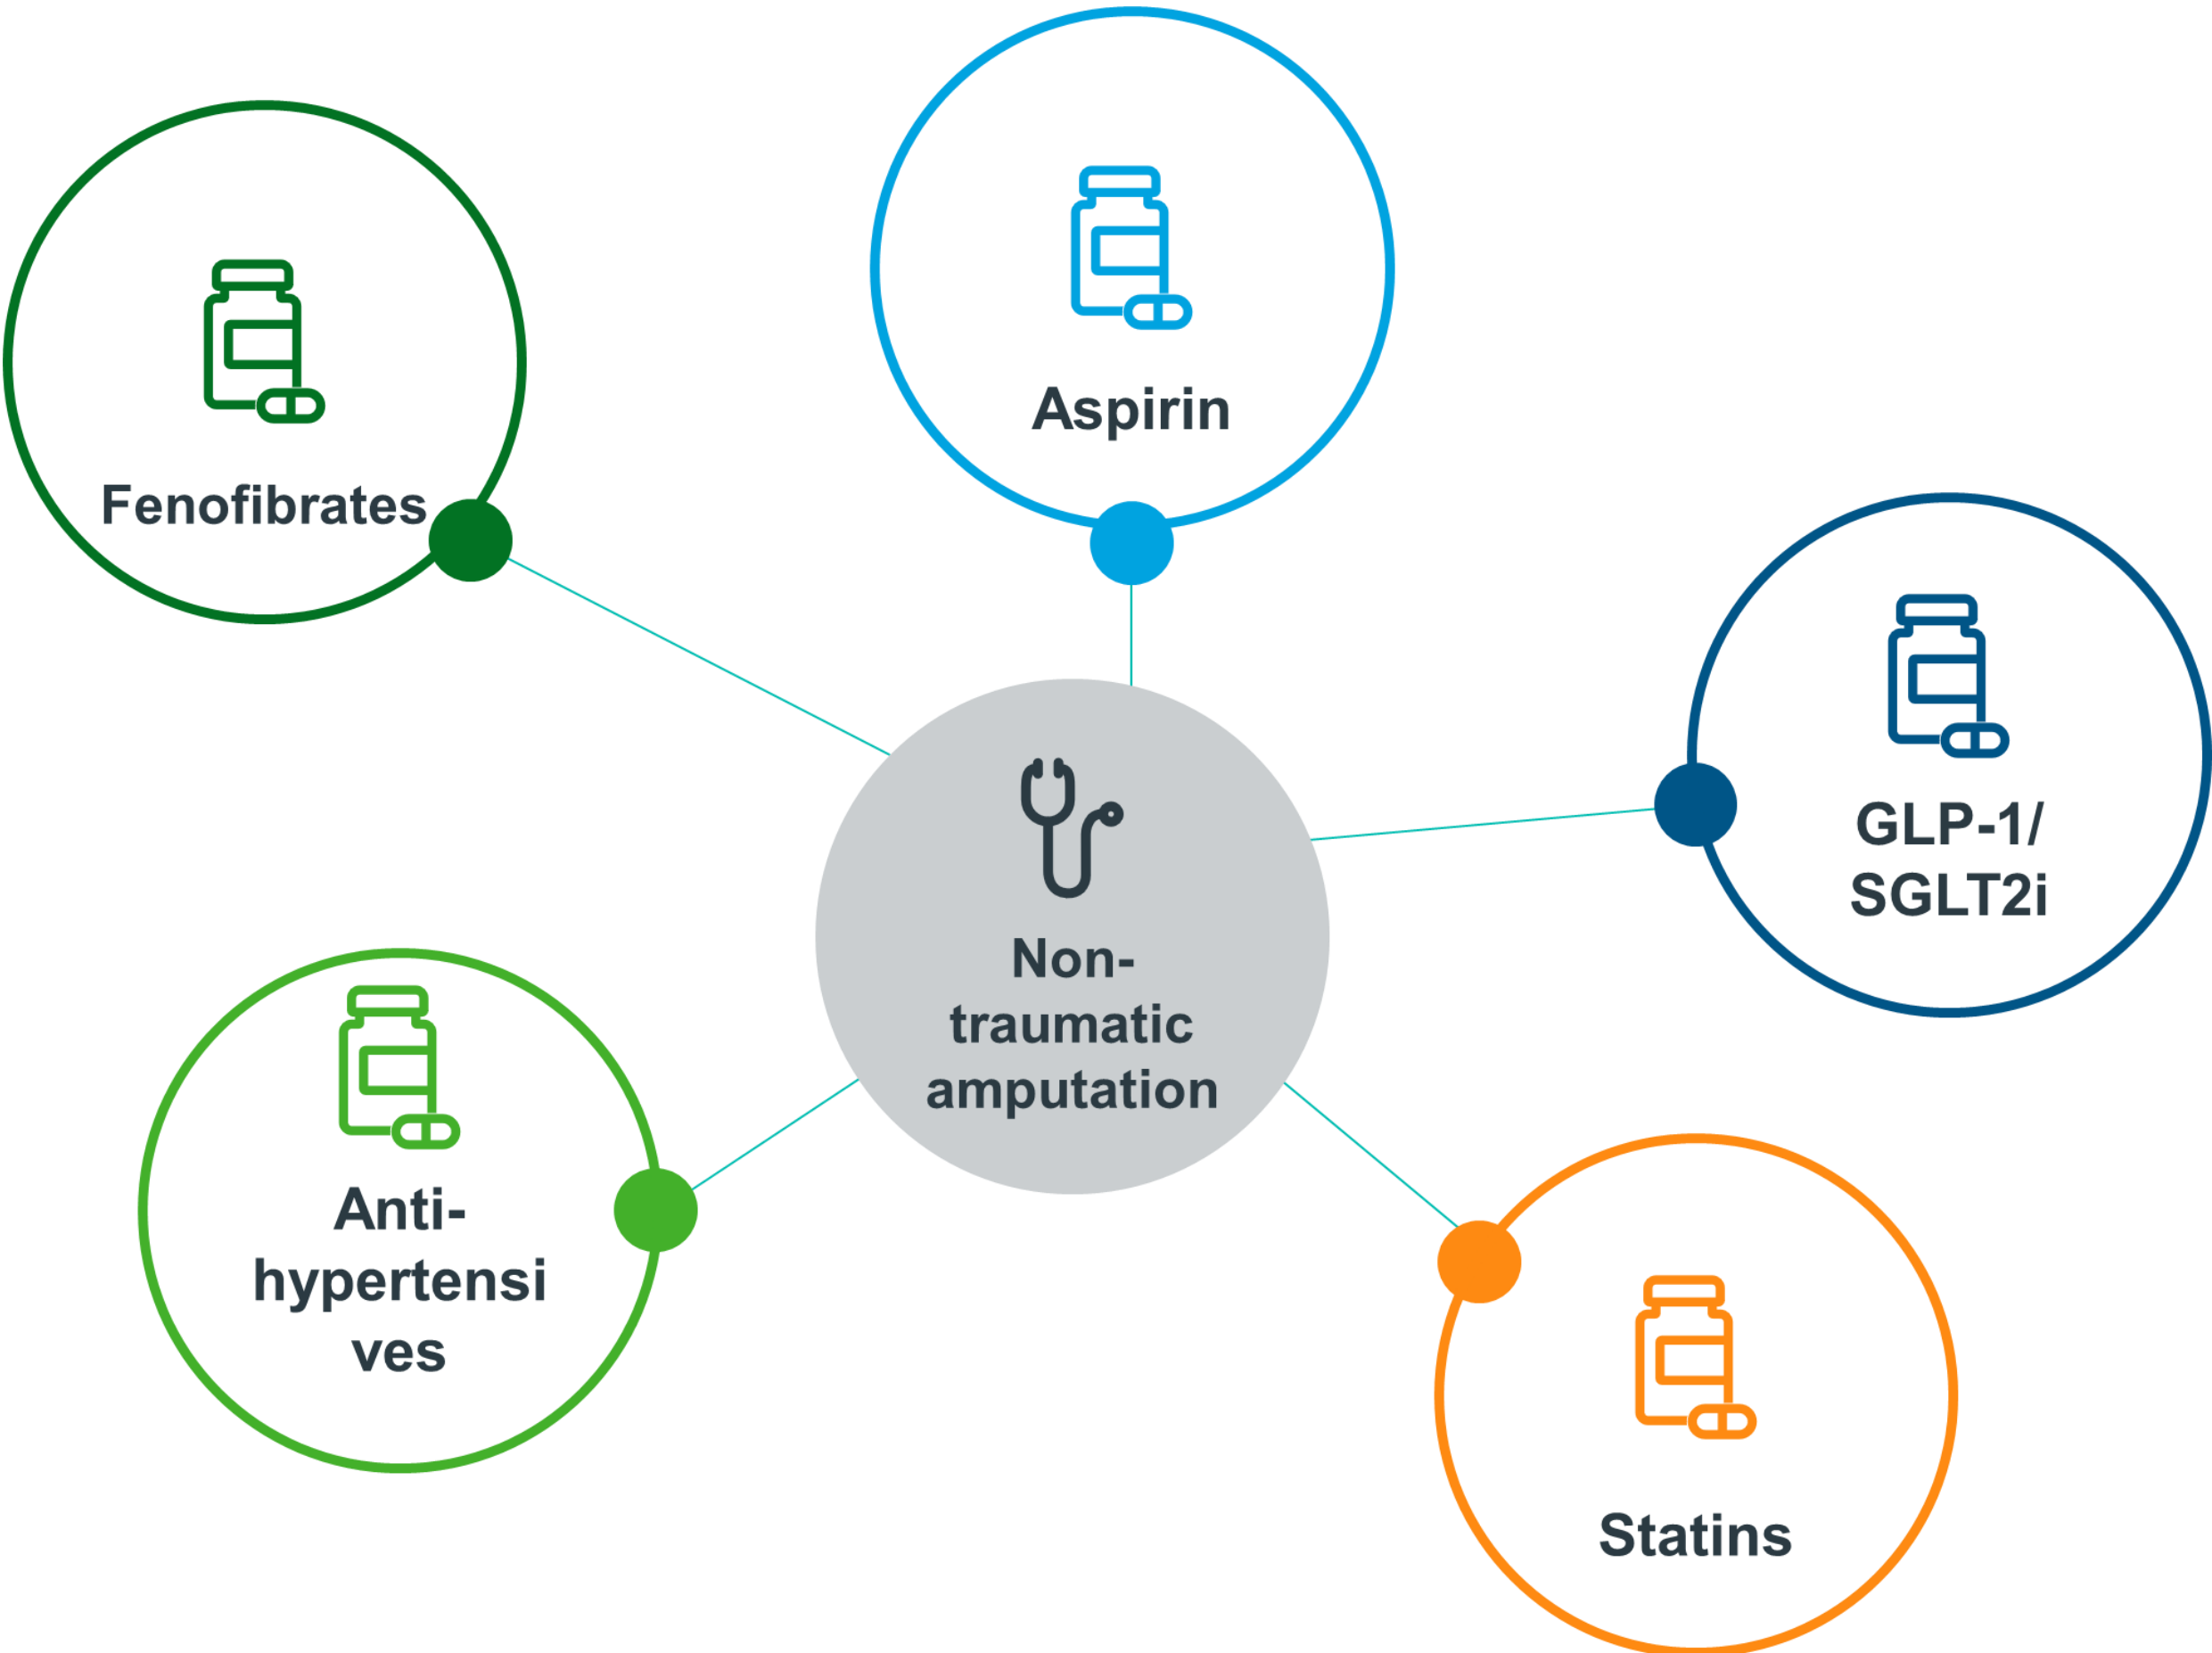 Aspirin
Fenofibrates
GLP-1/
SGLT2i
Non-
traumatic
amputation
Anti-
hypertensi
ves
Statins